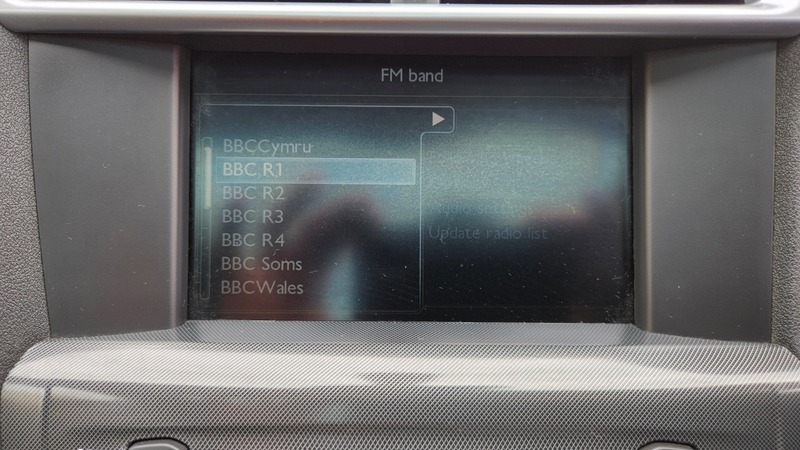 FM band
BBCCymru
BBC R1
BBC R2
BBC R3
BBC R4
BBC Soms
BBCWales
Update radio list